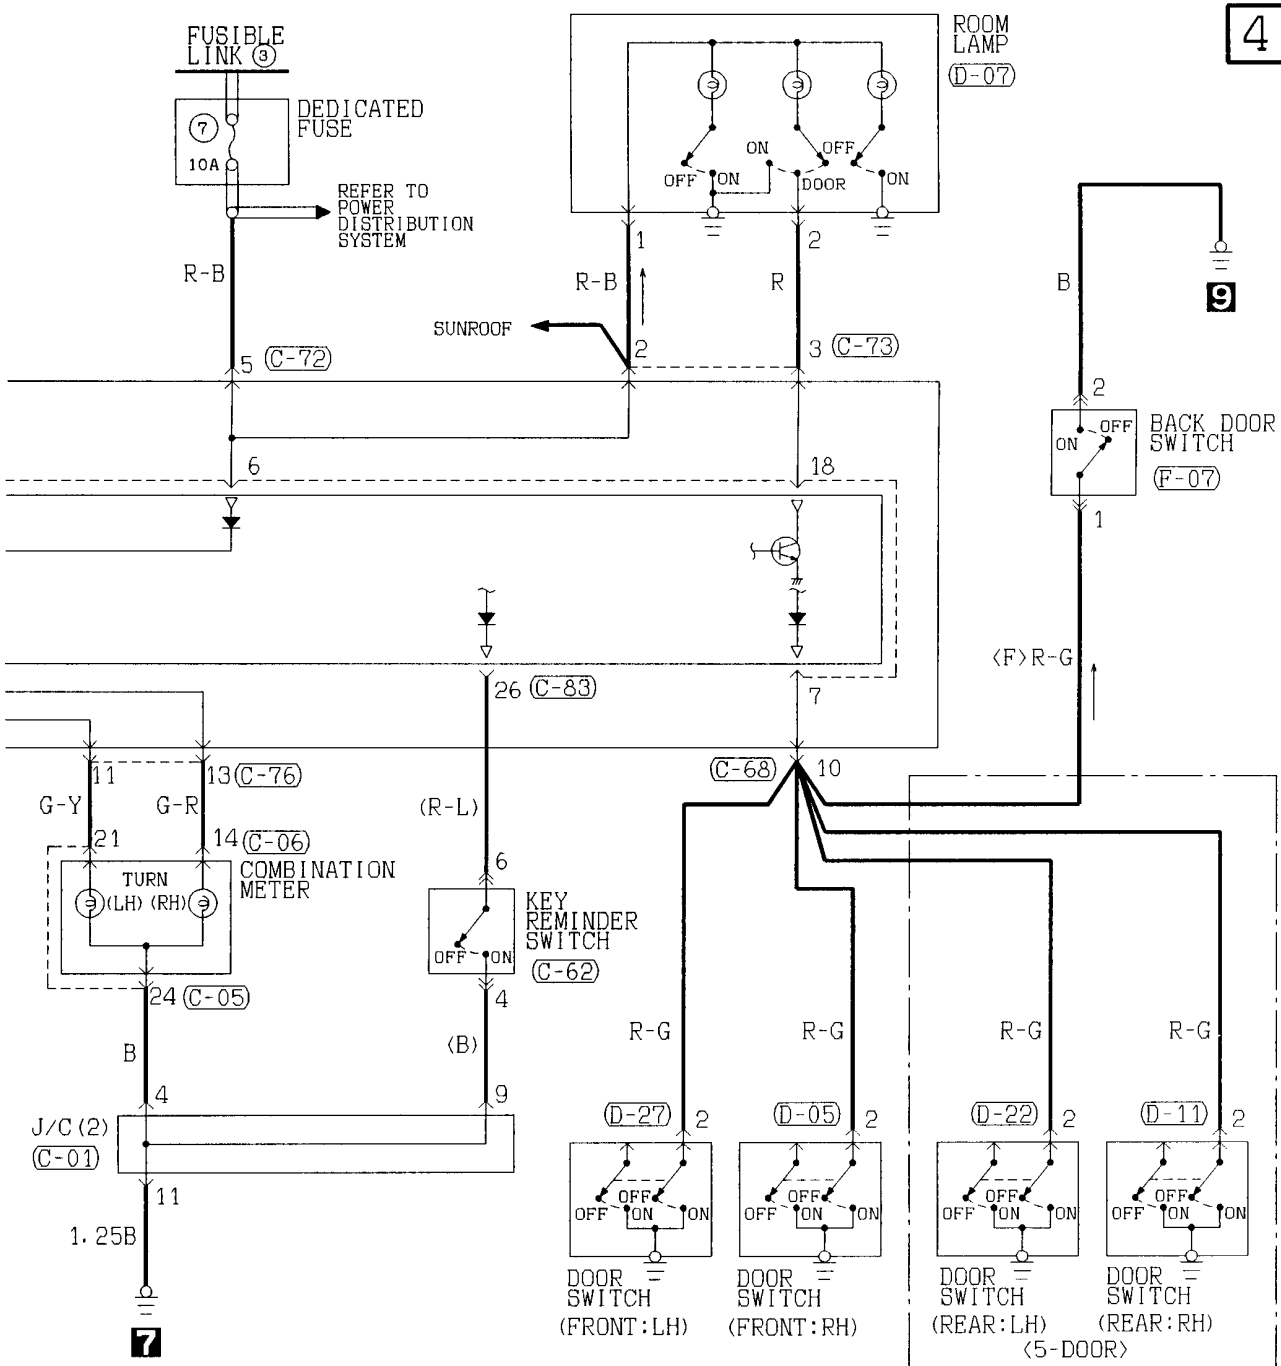 4
FUSIBLE
LINK ③
DEDICATED
FUSE
7
10A
REFER TO
POWER
DISTRIBUTION
SYSTEM
R-B
5 (C-72)
ROOM
LAMP
(D-07)
ON
OFF
OFF
ON
DOOR
ON
1
2
R-B
R
SUNROOF
2
3 (C-73)
B
9
2
ON
OFF
BACK DOOR
SWITCH
(F-07)
1
6
18
<F>R-G
26 (C-83)
7
11
13 (C-76)
(C-68) 10
G-Y
G-R
(R-L)
21
14 (C-06)
TURN
(LH) (RH)
COMBINATION
METER
6
KEY
REMINDER
SWITCH
(C-62)
OFF
ON
24 (C-05)
4
B
(B)
4
9
J/C(2)
(C-01)
11
1.25B
7
R-G
R-G
R-G
R-G
(D-27) 2
(D-05) 2
(D-22) 2
(D-11) 2
OFF
OFF ON
ON
OFF
OFF ON
ON
OFF
OFF ON
ON
OFF
OFF ON
ON
DOOR
SWITCH
(FRONT:LH)
DOOR
SWITCH
(FRONT:RH)
DOOR
SWITCH
(REAR:LH)
DOOR
SWITCH
(REAR:RH)
<5-DOOR>